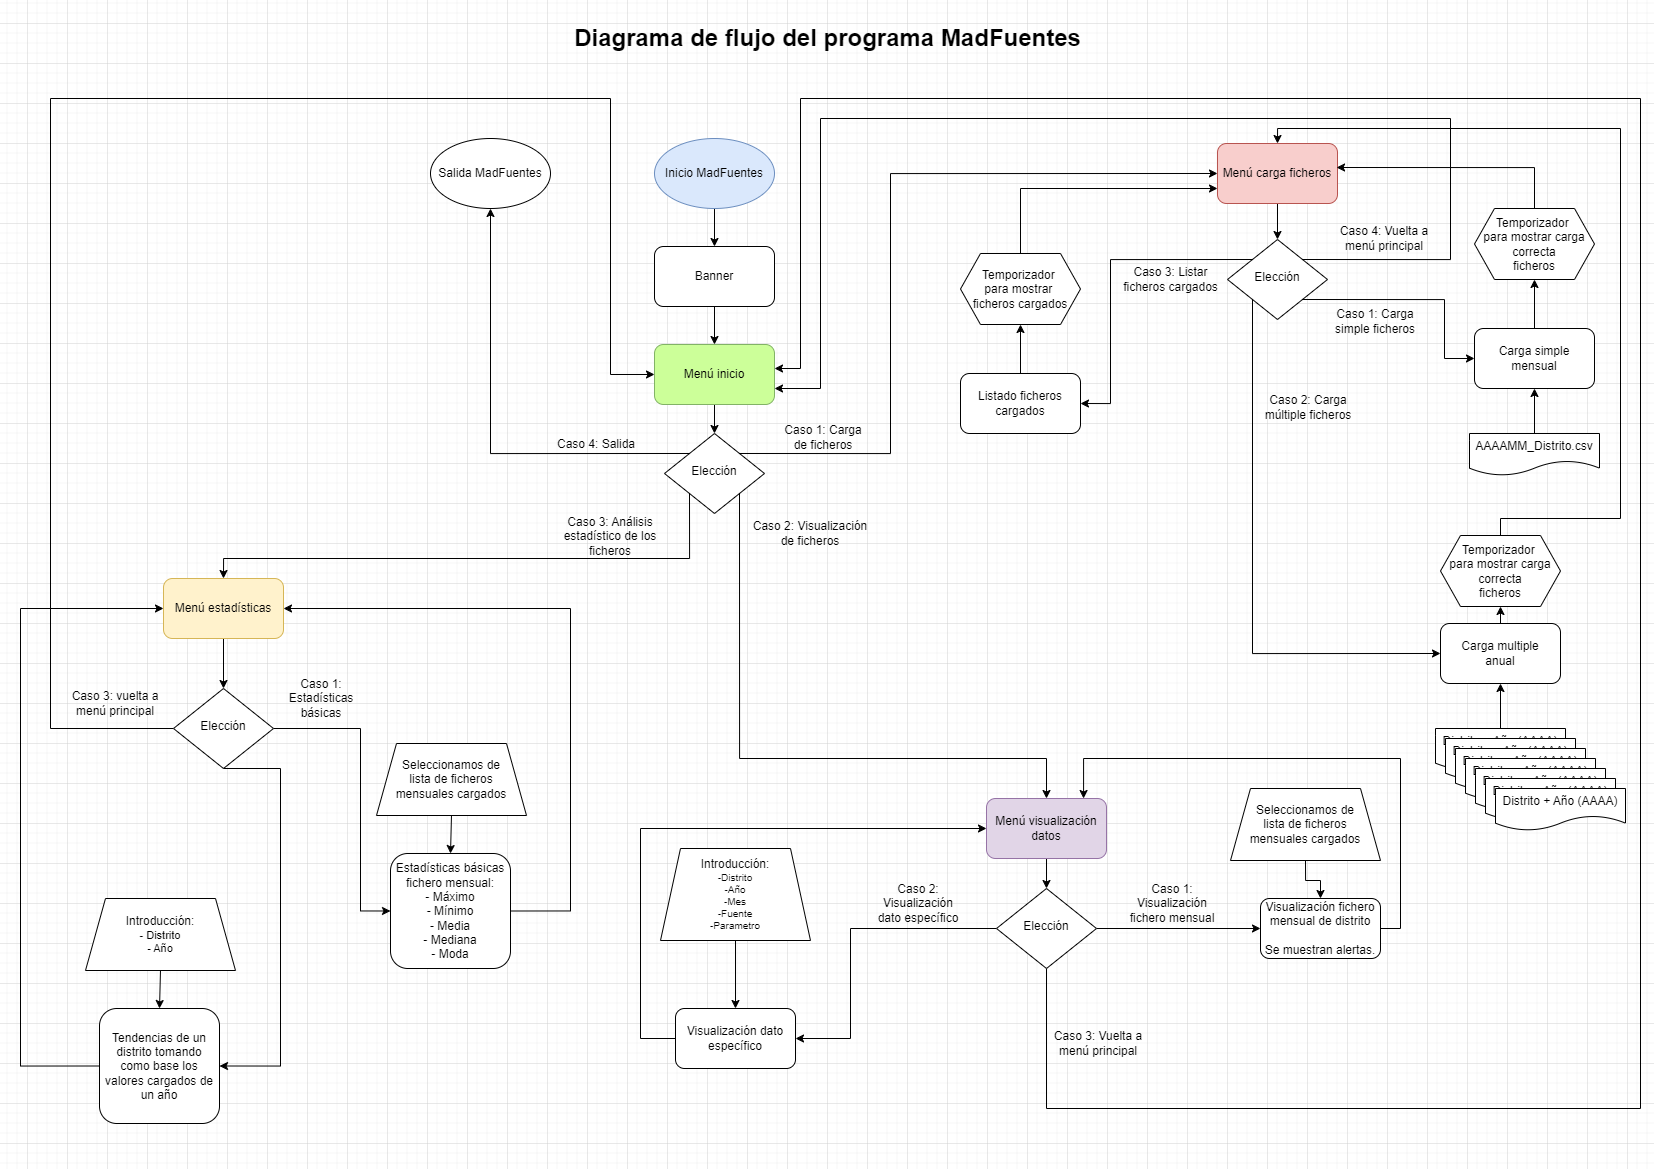 Diagrama de flujo del programa MadFuentes
Salida MadFuentes
Inicio MadFuentes
Banner
Menú inicio
Elección
Caso 4: Salida
Caso 1: Carga
de ficheros
Caso 3: Análisis
estadístico de los
ficheros
Caso 2: Visualización
de ficheros
Menú carga ficheros
Elección
Caso 4: Vuelta a
menú principal
Caso 3: Listar
ficheros cargados
Caso 1: Carga
simple ficheros
Caso 2: Carga
múltiple ficheros
Temporizador
para mostrar
ficheros cargados
Listado ficheros
cargados
Temporizador
para mostrar carga
correcta
ficheros
Carga simple
mensual
AAAAMM_Distrito.csv
Temporizador
para mostrar carga
correcta
ficheros
Carga multiple
anual
Distrito + Año (AAAA)
Menú estadísticas
Elección
Caso 3: vuelta a
menú principal
Caso 1:
Estadísticas
básicas
Seleccionamos de
lista de ficheros
mensuales cargados
Estadísticas básicas
fichero mensual:
- Máximo
- Mínimo
- Media
- Mediana
- Moda
Introducción:
- Distrito
- Año
Tendencias de un
distrito tomando
como base los
valores cargados de
un año
Menú visualización
datos
Elección
Caso 2:
Visualización
dato específico
Caso 1:
Visualización
fichero mensual
Caso 3: Vuelta a
menú principal
Introducción:
-Distrito
-Año
-Mes
-Fuente
-Parametro
Visualización dato
específico
Seleccionamos de
lista de ficheros
mensuales cargados
Visualización fichero
mensual de distrito
Se muestran alertas.